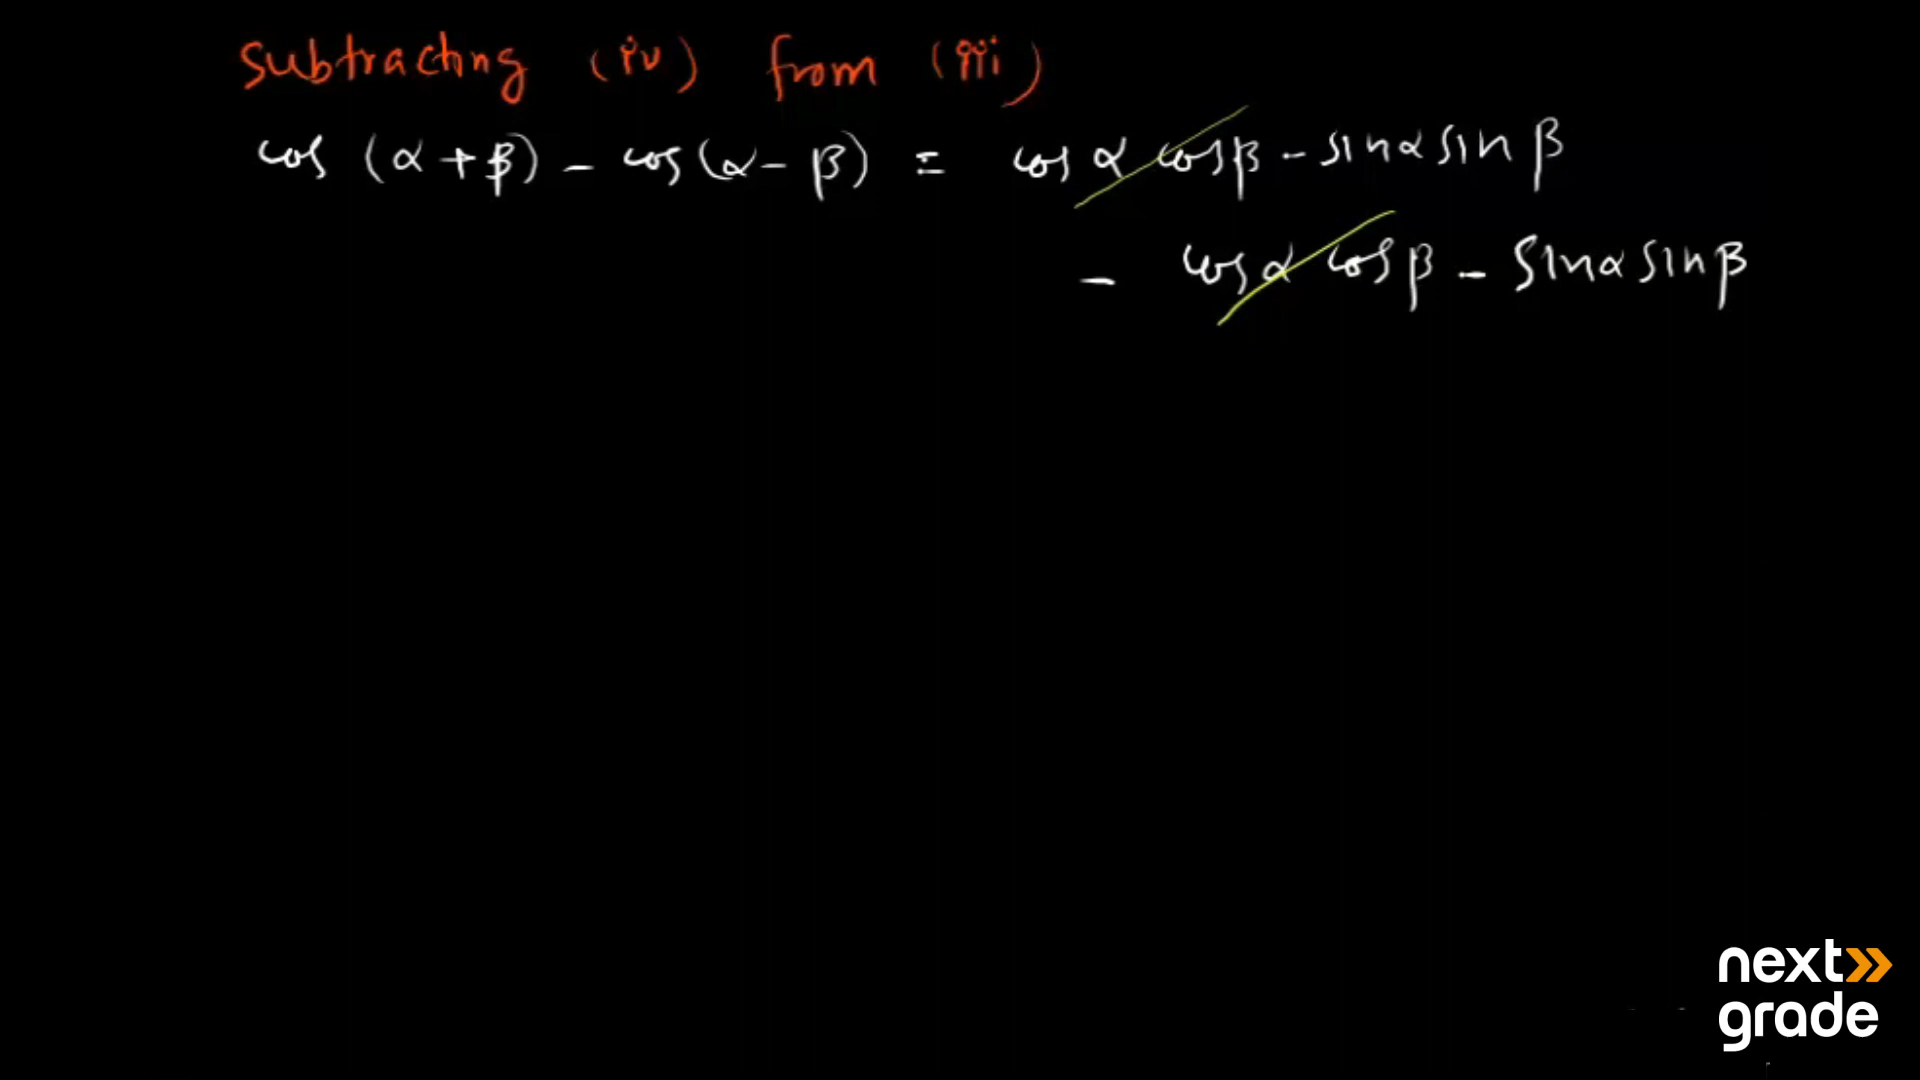 Subtracting (iv) from (iii)
cos (α + β) - cos (α - β) = cos α cos β - sin α sin β
- cos α cos β - sin α sin β
next
grade